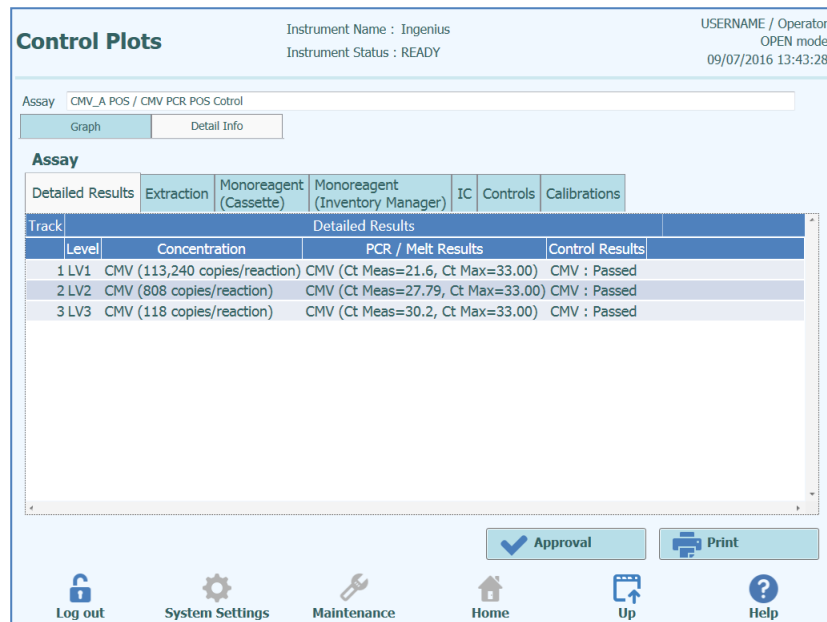 Control Plots
Instrument Name : Ingenius
Instrument Status : READY
USERNAME / Operator
OPEN mode
09/07/2016 13:43:28
Assay CMV_A POS / CMV PCR POS Cotrol
Graph Detail Info
Assay
Detailed Results Extraction Monoreagent (Cassette) Monoreagent (Inventory Manager) IC Controls Calibrations
Track Detailed Results
Level Concentration PCR / Melt Results Control Results
1 LV1 CMV (113,240 copies/reaction) CMV (Ct Meas=21.6, Ct Max=33.00) CMV : Passed
2 LV2 CMV (808 copies/reaction) CMV (Ct Meas=27.79, Ct Max=33.00) CMV : Passed
3 LV3 CMV (118 copies/reaction) CMV (Ct Meas=30.2, Ct Max=33.00) CMV : Passed
Approval Print
Log out System Settings Maintenance Home Up Help